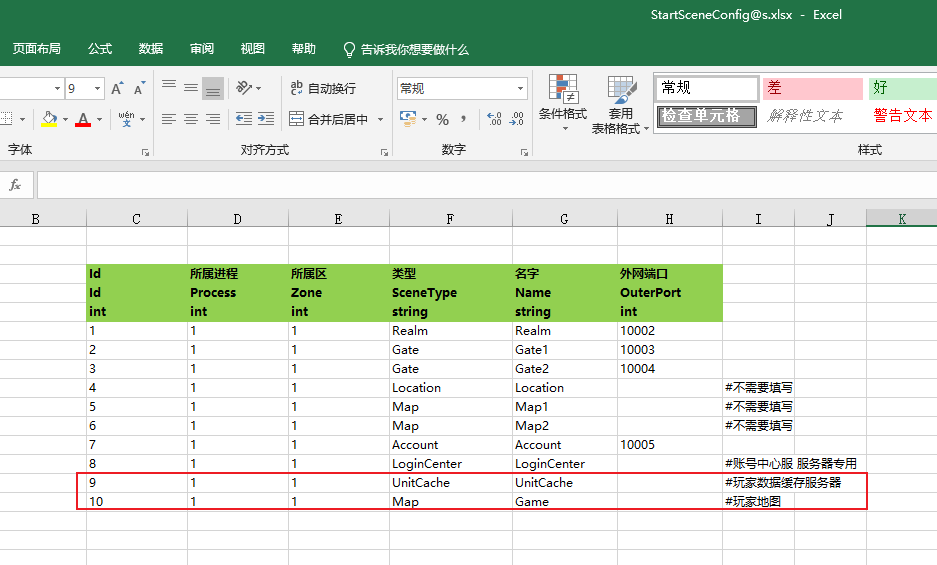 StartSceneConfig@s.xlsx - Excel
页面布局 公式 数据 审阅 视图 帮助 告诉我你想要做什么
9 A A ab 自动换行 常规 条件格式 套用 常规 差 好
A wén 合并后居中 % , .00 .0 表格格式 检查单元格 解释性文本 警告文本
字体 对齐方式 数字 样式
fx
B C D E F G H I J K
Id 所属进程 所属区 类型 名字 外网端口
Id Process Zone SceneType Name OuterPort
int int int string string int
1 1 1 Realm Realm 10002
2 1 1 Gate Gate1 10003
3 1 1 Gate Gate2 10004
4 1 1 Location Location #不需要填写
5 1 1 Map Map1 #不需要填写
6 1 1 Map Map2 #不需要填写
7 1 1 Account Account 10005
8 1 1 LoginCenter LoginCenter #账号中心服 服务器专用
9 1 1 UnitCache UnitCache #玩家数据缓存服务器
10 1 1 Map Game #玩家地图